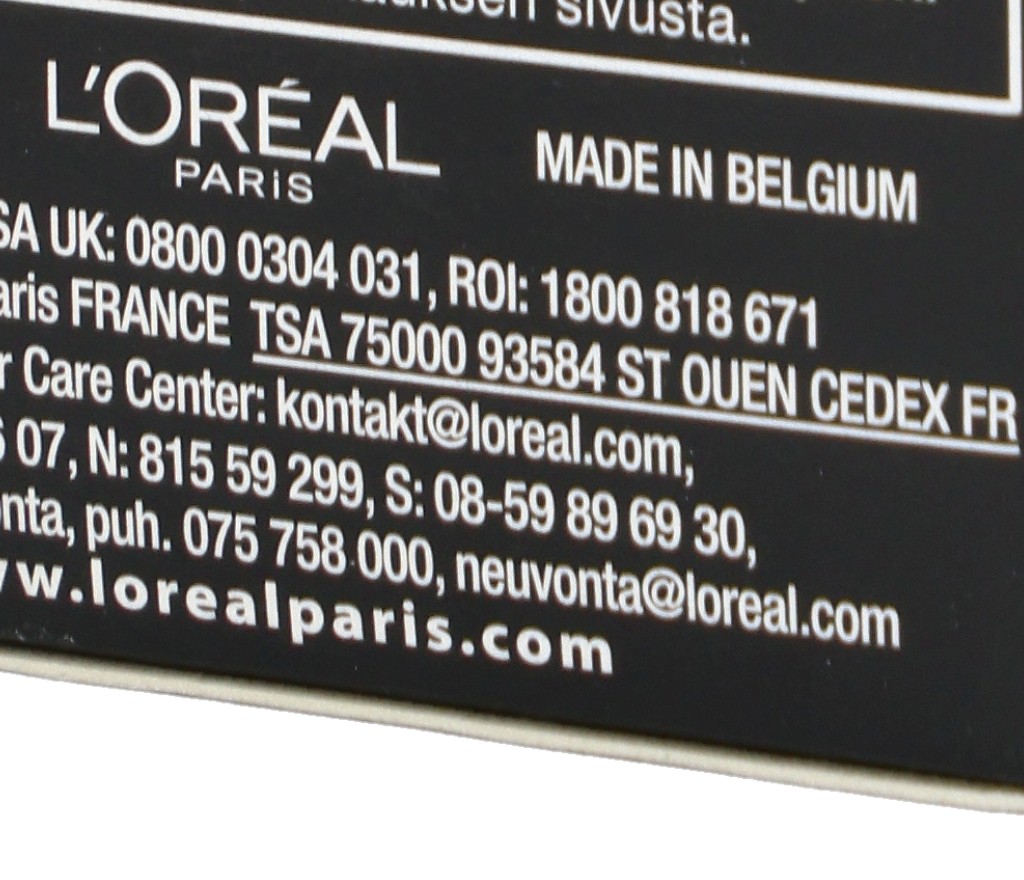 sivusta.
L'ORÉAL
PARIS
MADE IN BELGIUM
SA UK: 0800 0304 031, ROI: 1800 818 671
aris FRANCE TSA 75000 93584 ST OUEN CEDEX FR
r Care Center: kontakt@loreal.com,
07, N: 815 59 299, S: 08-59 89 69 30,
nta, puh. 075 758 000, neuvonta@loreal.com
w.lorealparis.com